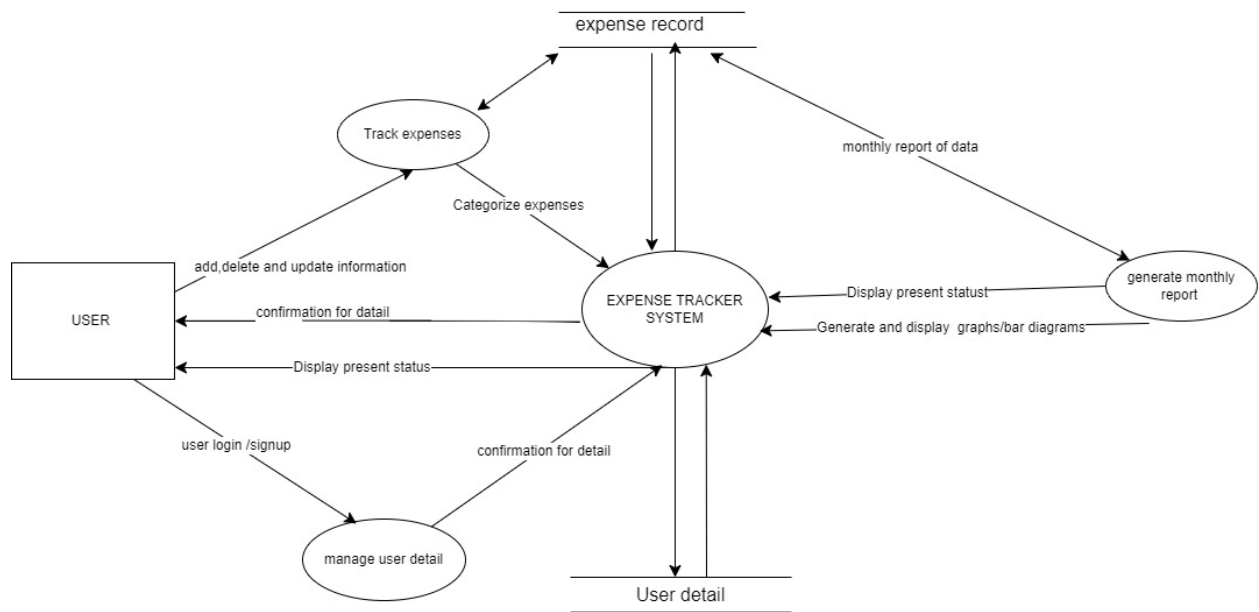 expense record
Track expenses
monthly report of data
Categorize expenses
add,delete and update information
generate monthly
report
USER
confirmation for datail
EXPENSE TRACKER
SYSTEM
Display present statust
Generate and display graphs/bar diagrams
Display present status
user login /signup
confirmation for detail
manage user detail
User detail